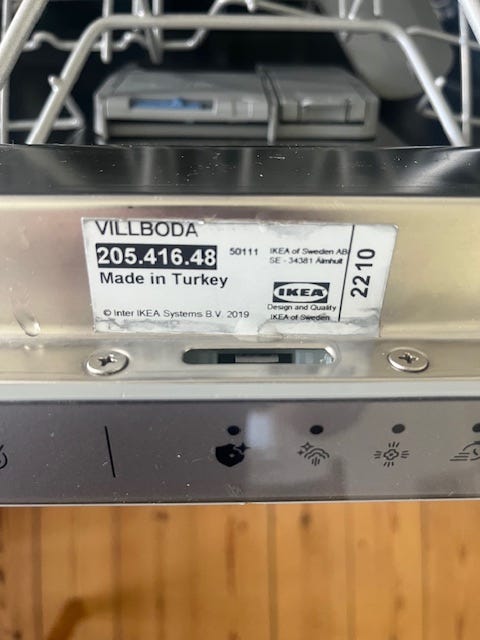 VILLBODA
205.416.48 50111
Made in Turkey
© Inter IKEA Systems B.V. 2019
IKEA of Sweden AB
SE - 34381 Älmhult
IKEA
Design and Quality
IKEA of Sweden
2210